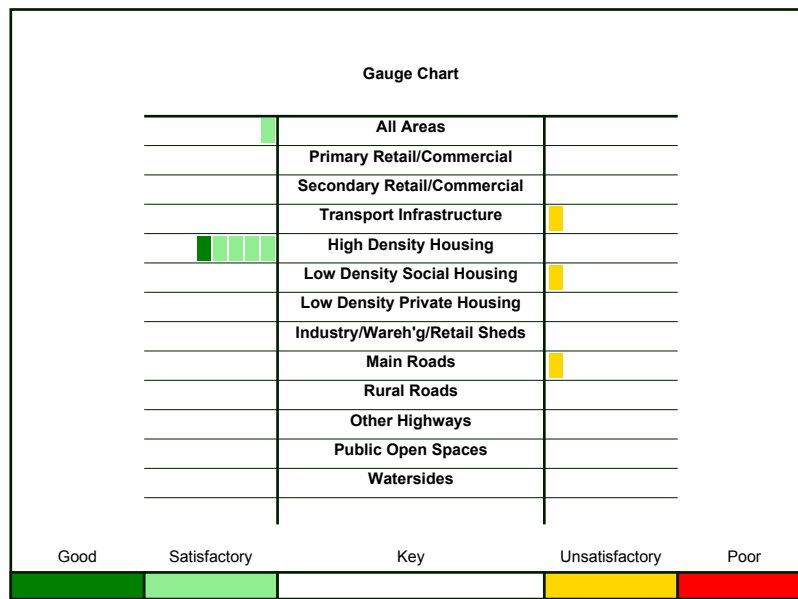 Gauge Chart
All Areas
Primary Retail/Commercial
Secondary Retail/Commercial
Transport Infrastructure
High Density Housing
Low Density Social Housing
Low Density Private Housing
Industry/Wareh'g/Retail Sheds
Main Roads
Rural Roads
Other Highways
Public Open Spaces
Watersides
Good Satisfactory Key Unsatisfactory Poor